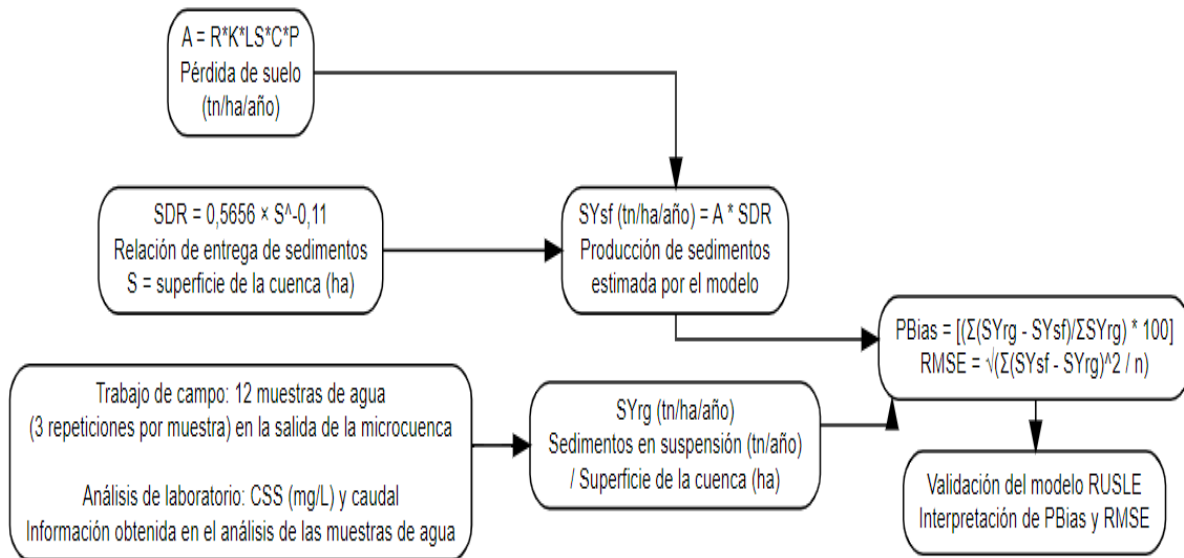 A = R*K*LS*C*P
Pérdida de suelo
(tn/ha/año)
SDR = 0,5656 × S^-0,11
Relación de entrega de sedimentos
S = superficie de la cuenca (ha)
SYsf (tn/ha/año) = A * SDR
Producción de sedimentos
estimada por el modelo
Trabajo de campo: 12 muestras de agua
(3 repeticiones por muestra) en la salida de la microcuenca
Análisis de laboratorio: CSS (mg/L) y caudal
Información obtenida en el análisis de las muestras de agua
SYrg (tn/ha/año)
Sedimentos en suspensión (tn/año)
/ Superficie de la cuenca (ha)
PBias = [(Σ(SYrg - SYsf)/ΣSYrg) * 100]
RMSE = √(Σ(SYsf - SYrg)^2 / n)
Validación del modelo RUSLE
Interpretación de PBias y RMSE